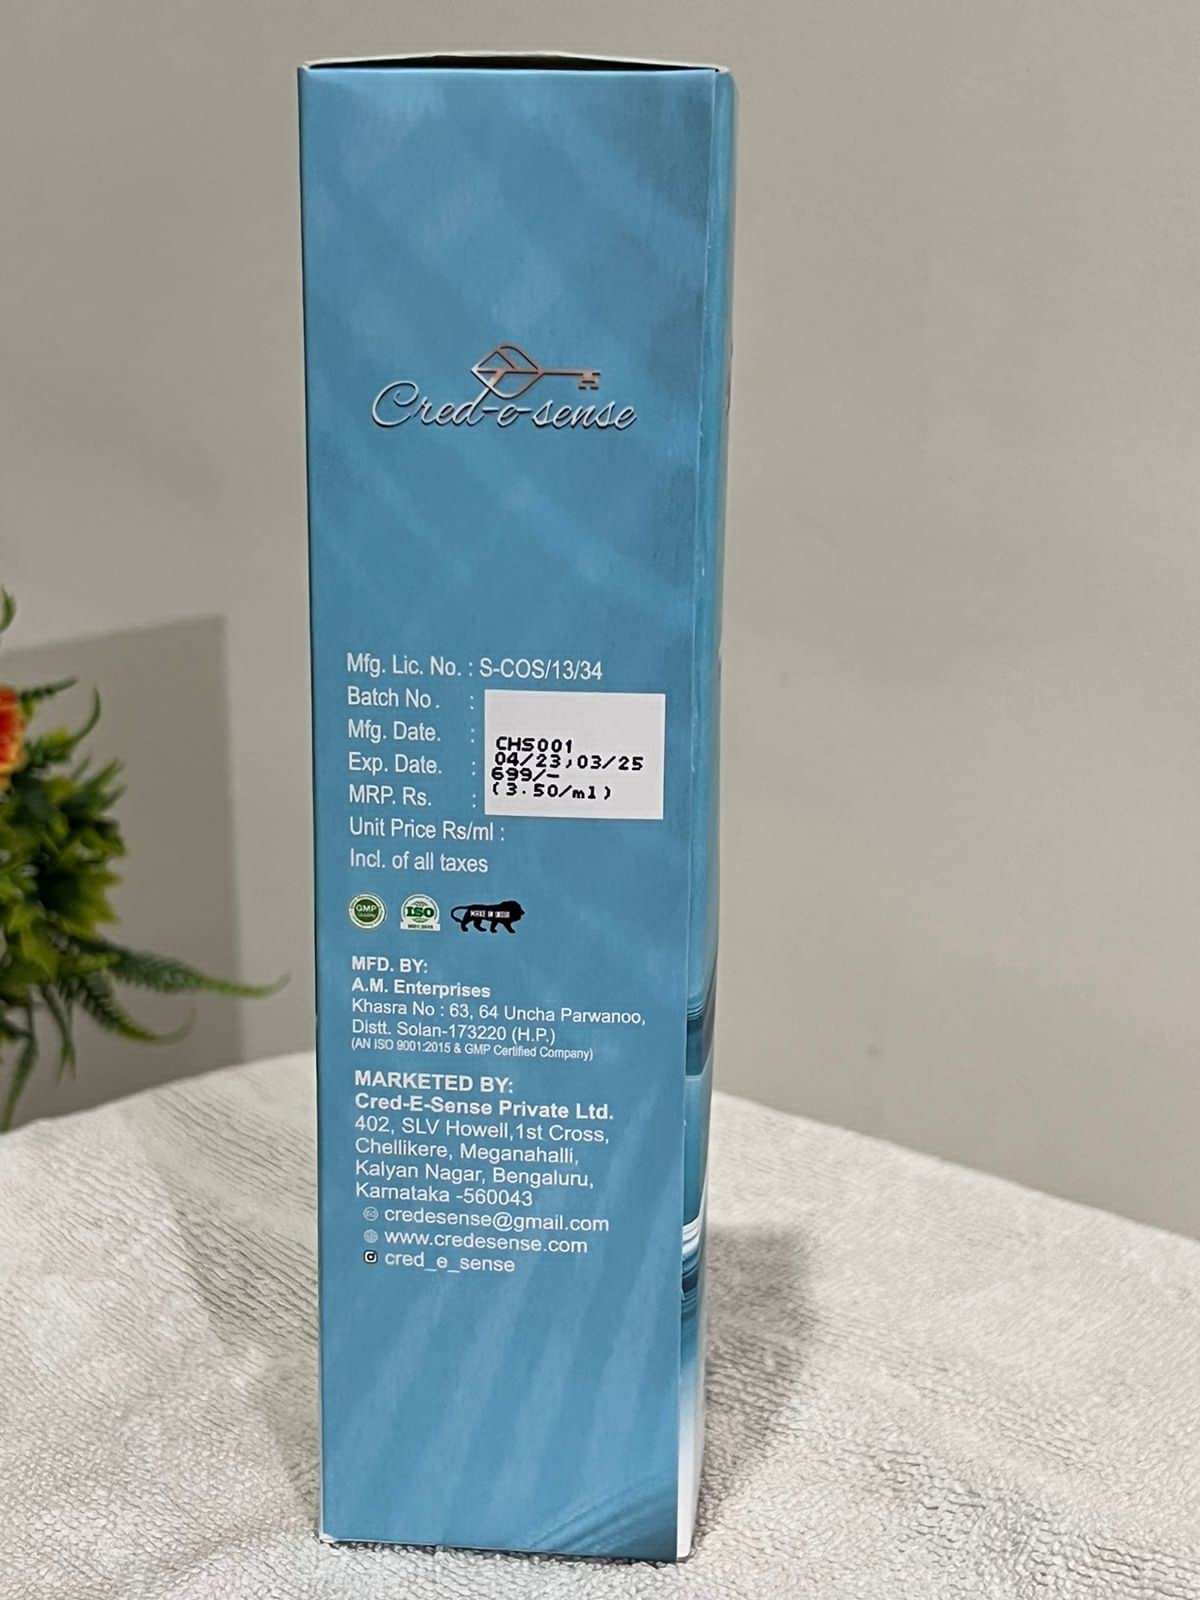 Cred-e-sense
Mfg. Lic. No. : S-COS/13/34
Batch No. :
Mfg. Date. :
Exp. Date. :
MRP. Rs. :
CHS001
04/23,03/25
699/-
(3.50/ml)
Unit Price Rs/ml :
Incl. of all taxes
GMP
ISO
MFD. BY:
A.M. Enterprises
Khasra No : 63, 64 Uncha Parwanoo,
Distt. Solan-173220 (H.P.)
(AN ISO 9001:2015 & GMP Certified Company)
MARKETED BY:
Cred-E-Sense Private Ltd.
402, SLV Howell,1st Cross,
Chellikere, Meganahalli,
Kalyan Nagar, Bengaluru,
Karnataka -560043
credesense@gmail.com
www.credesense.com
cred_e_sense